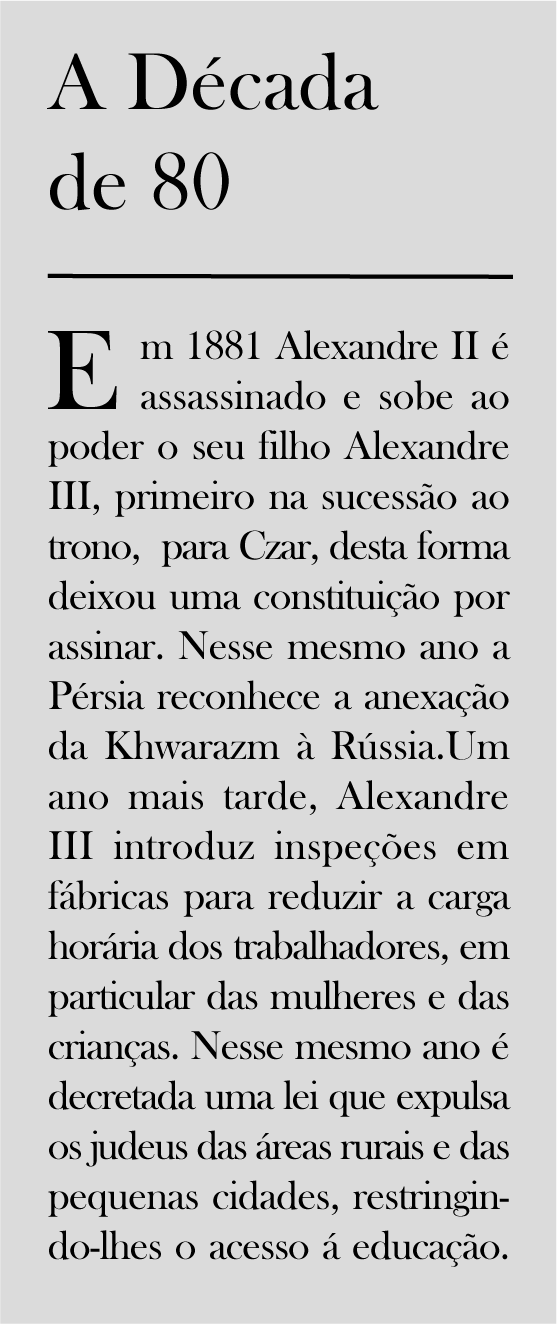 A Década
de 80
Em 1881 Alexandre II é
assassinado e sobe ao
poder o seu filho Alexandre
III, primeiro na sucessão ao
trono,  para Czar, desta forma
deixou uma constituição por
assinar. Nesse mesmo ano a
Pérsia reconhece a anexação
da Khwarazm à Rússia.Um
ano mais tarde, Alexandre
III introduz inspeções em
fábricas para reduzir a carga
horária dos trabalhadores, em
particular das mulheres e das
crianças. Nesse mesmo ano é
decretada uma lei que expulsa
os judeus das áreas rurais e das
pequenas cidades, restringin-
do-lhes o acesso á educação.